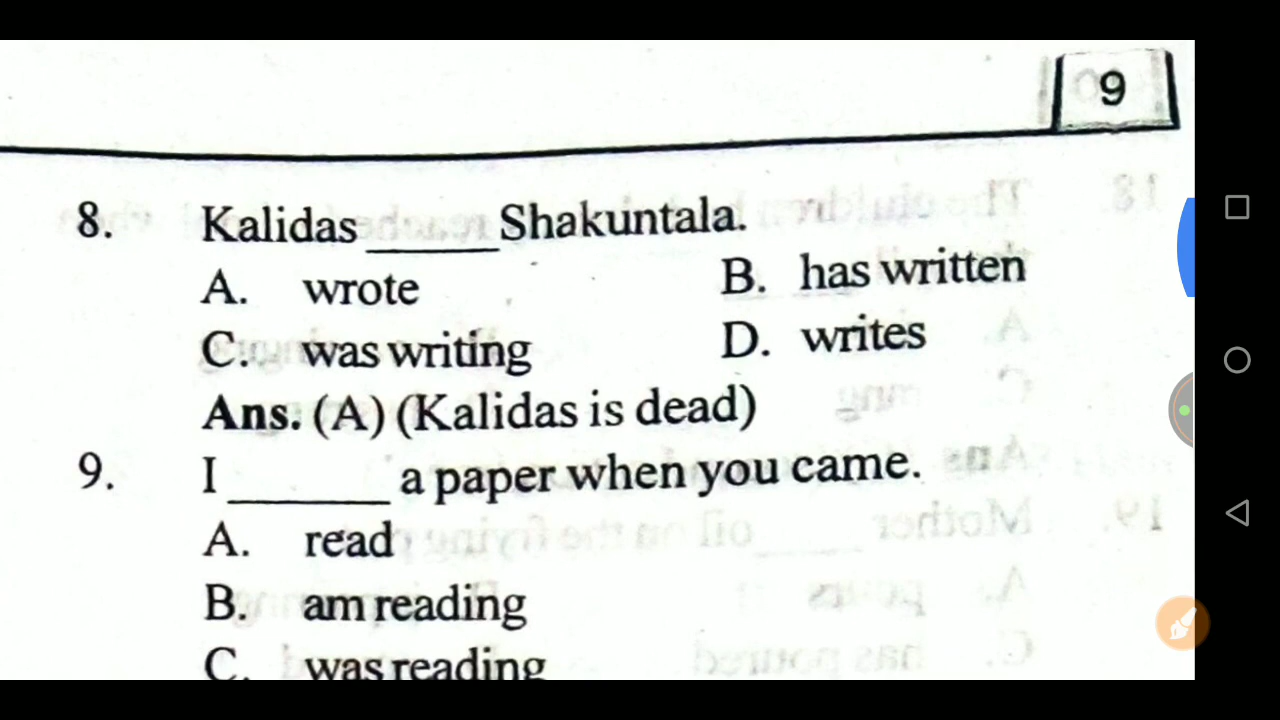 9
8. Kalidas _____ Shakuntala.
A. wrote B. has written
C. was writing D. writes
Ans. (A) (Kalidas is dead)
9. I ______ a paper when you came.
A. read
B. am reading
C. was reading